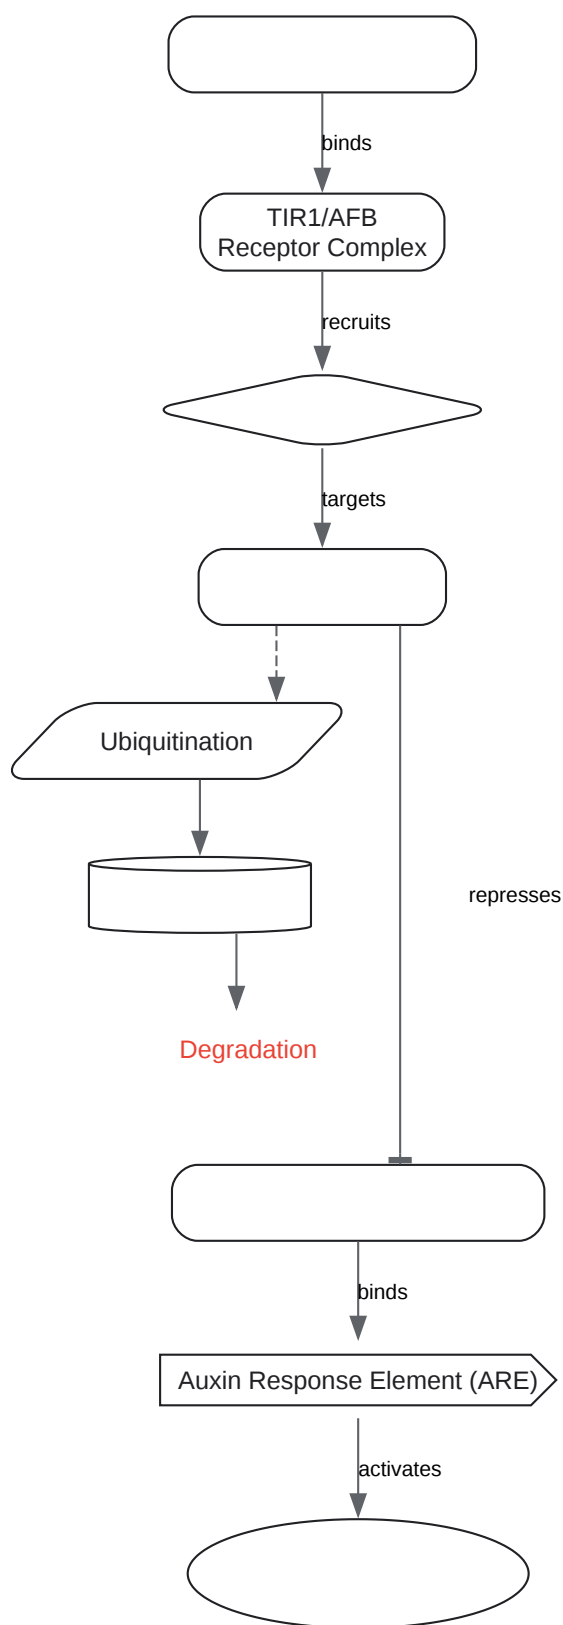 binds
TIR1/AFB
Receptor Complex
recruits
targets
Ubiquitination
represses
Degradation
binds
Auxin Response Element (ARE)
activates